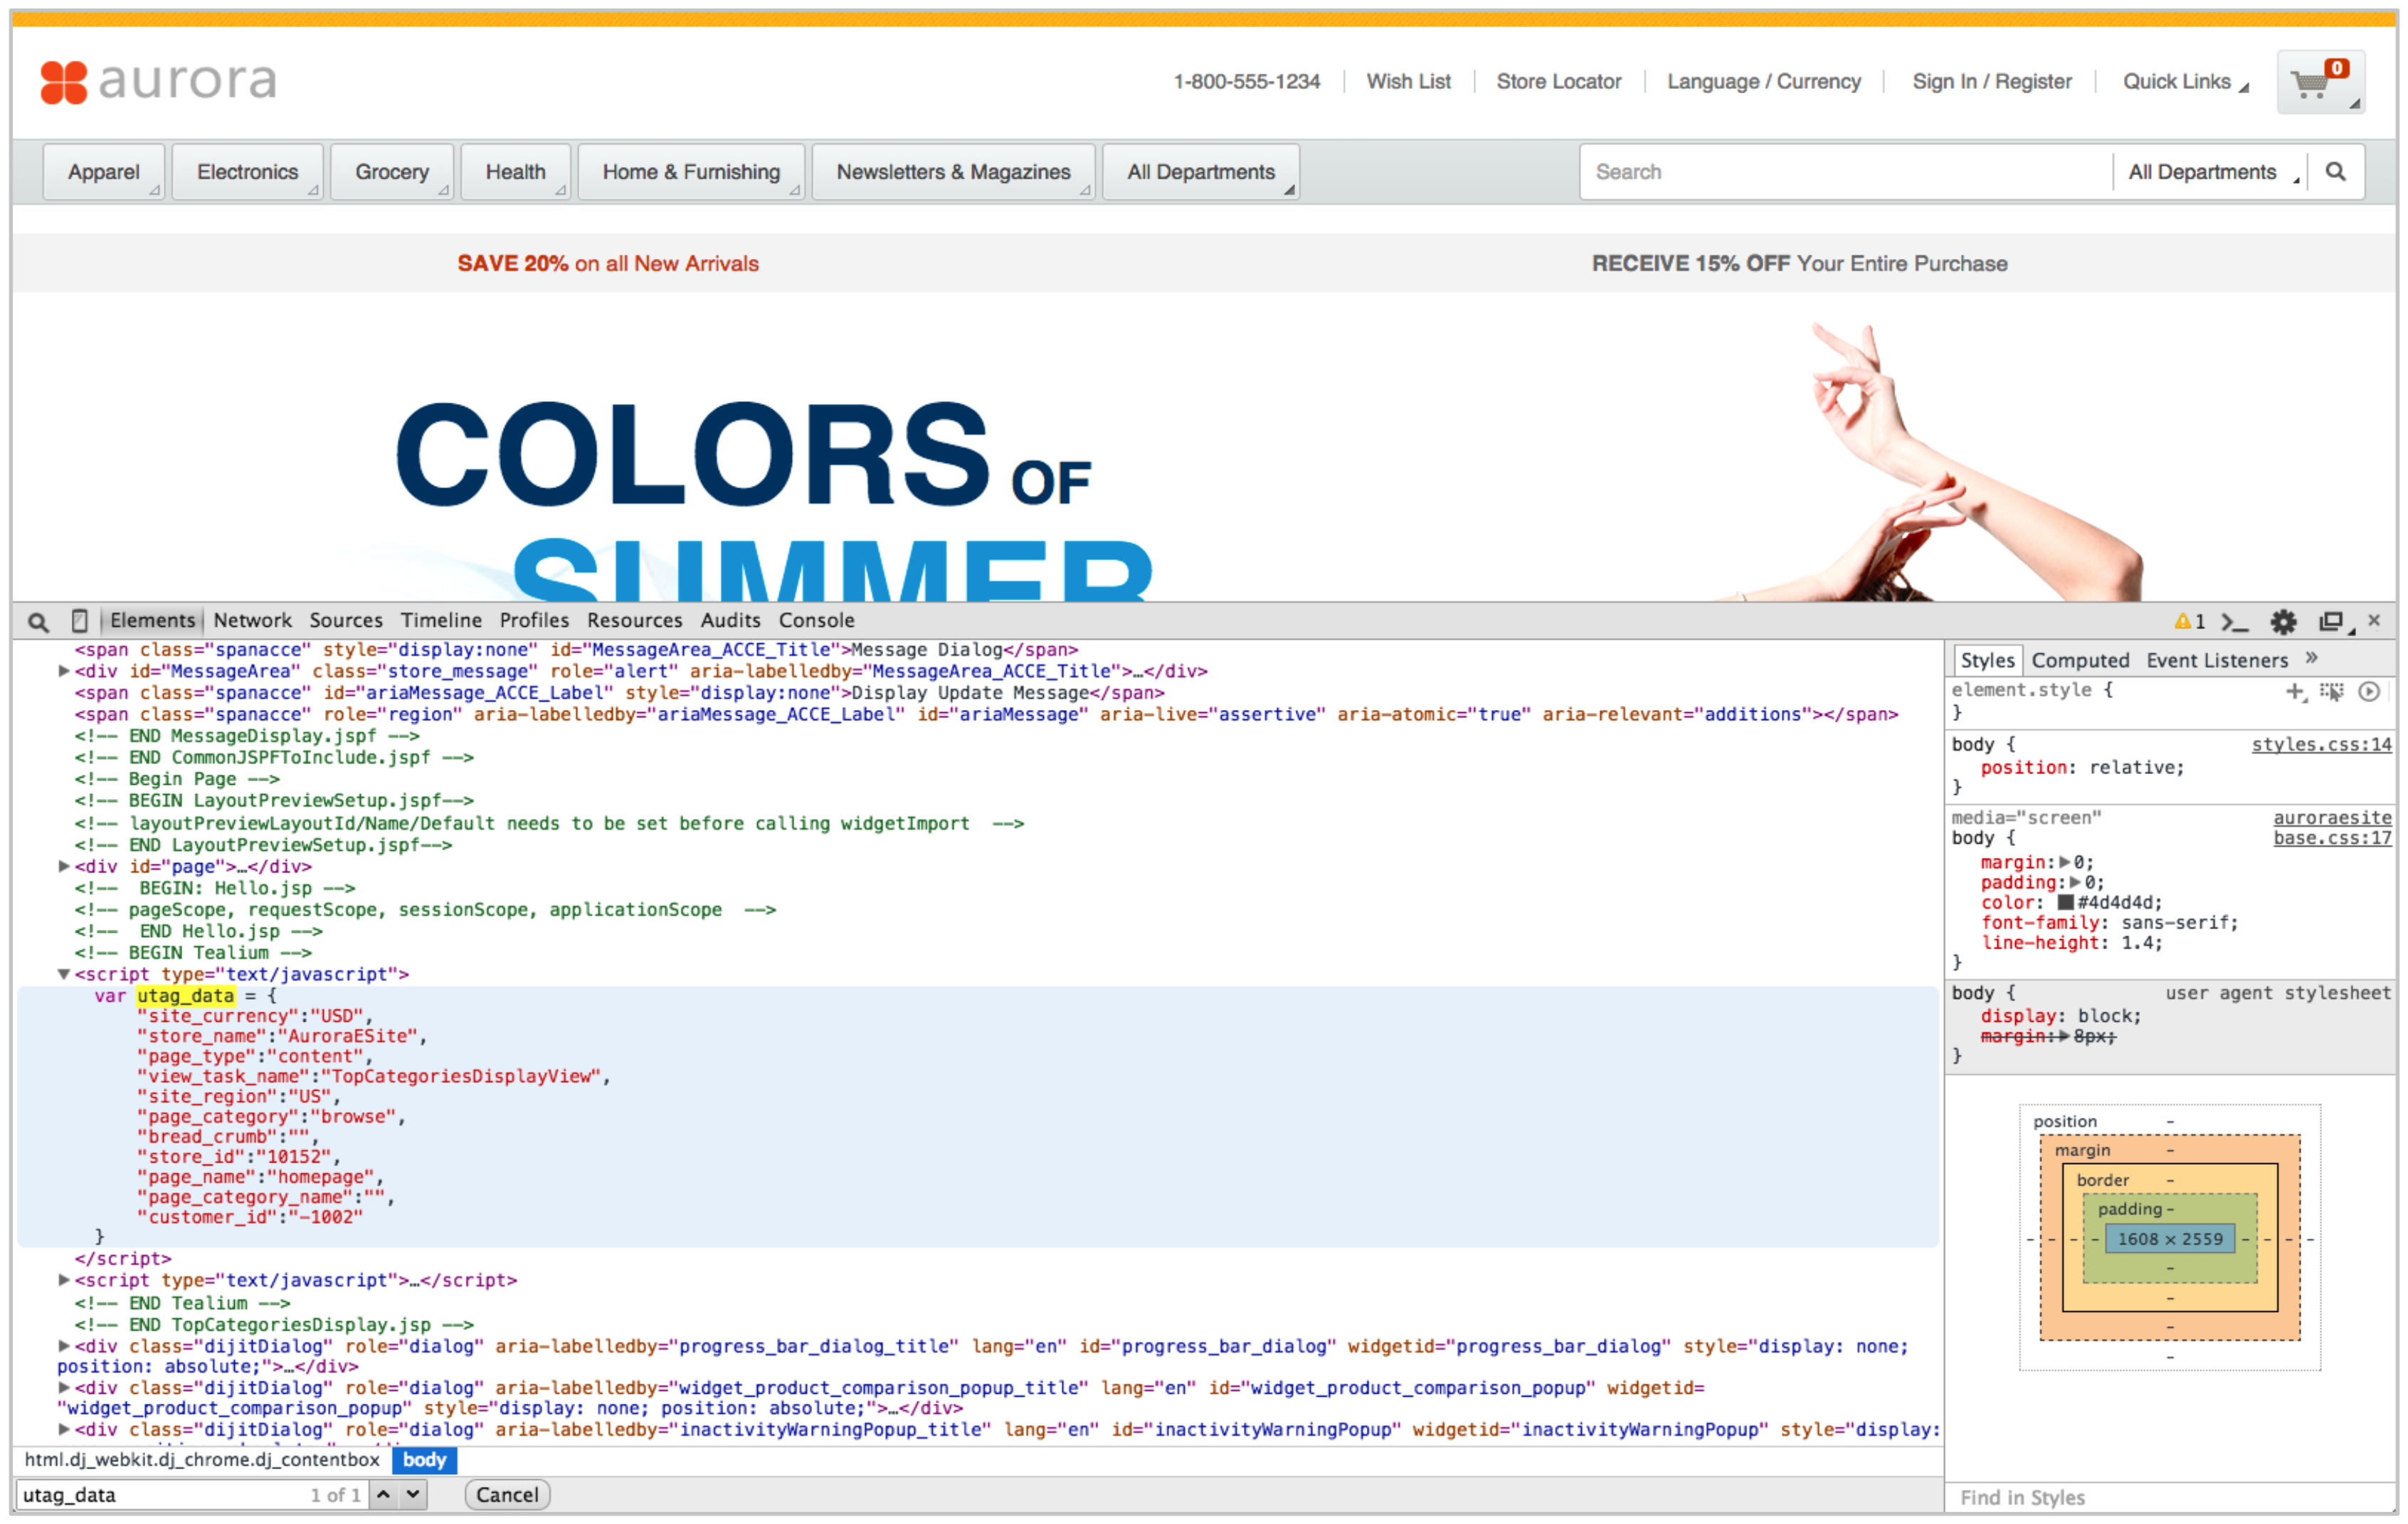 aurora
1-800-555-1234 Wish List Store Locator Language / Currency Sign In / Register Quick Links 0
Apparel Electronics Grocery Health Home & Furnishing Newsletters & Magazines All Departments Search All Departments
SAVE 20% on all New Arrivals RECEIVE 15% OFF Your Entire Purchase
COLORS OF
SUMMER
Elements Network Sources Timeline Profiles Resources Audits Console 1
<span class="spanacce" style="display:none" id="MessageArea_ACCE_Title">Message Dialog</span>
<div id="MessageArea" class="store_message" role="alert" aria-labelledby="MessageArea_ACCE_Title">…</div>
<span class="spanacce" id="ariaMessage_ACCE_Label" style="display:none">Display Update Message</span>
<span class="spanacce" role="region" aria-labelledby="ariaMessage_ACCE_Label" id="ariaMessage" aria-live="assertive" aria-atomic="true" aria-relevant="additions"></span>
<!-- END MessageDisplay.jspf -->
<!-- END CommonJSPFToInclude.jspf -->
<!-- Begin Page -->
<!-- BEGIN LayoutPreviewSetup.jspf-->
<!-- layoutPreviewLayoutId/Name/Default needs to be set before calling widgetImport  -->
<!-- END LayoutPreviewSetup.jspf-->
<div id="page">…</div>
<!--  BEGIN: Hello.jsp -->
<!-- pageScope, requestScope, sessionScope, applicationScope  -->
<!--  END Hello.jsp -->
<!-- BEGIN Tealium -->
<script type="text/javascript">
var utag_data = {
"site_currency":"USD",
"store_name":"AuroraESite",
"page_type":"content",
"view_task_name":"TopCategoriesDisplayView",
"site_region":"US",
"page_category":"browse",
"bread_crumb":"",
"store_id":"10152",
"page_name":"homepage",
"page_category_name":"",
"customer_id":"-1002"
}
</script>
<script type="text/javascript">…</script>
<!-- END Tealium -->
<!-- END TopCategoriesDisplay.jsp -->
<div class="dijitDialog" role="dialog" aria-labelledby="progress_bar_dialog_title" lang="en" id="progress_bar_dialog" widgetid="progress_bar_dialog" style="display: none;
position: absolute;">…</div>
<div class="dijitDialog" role="dialog" aria-labelledby="widget_product_comparison_popup_title" lang="en" id="widget_product_comparison_popup" widgetid=
"widget_product_comparison_popup" style="display: none; position: absolute;">…</div>
<div class="dijitDialog" role="dialog" aria-labelledby="inactivityWarningPopup_title" lang="en" id="inactivityWarningPopup" widgetid="inactivityWarningPopup" style="display:
html.dj_webkit.dj_chrome.dj_contentbox body
utag_data 1 of 1 Cancel
Styles Computed Event Listeners »
element.style {
}
body { styles.css:14
position: relative;
}
media="screen" auroraesite
body { base.css:17
margin: 0;
padding: 0;
color: #4d4d4d;
font-family: sans-serif;
line-height: 1.4;
}
body { user agent stylesheet
display: block;
margin: 8px;
}
position -
margin -
border -
padding -
- - - - 1608 × 2559 - - - -
-
-
-
-
Find in Styles